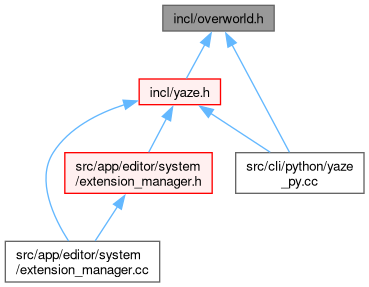 incl/overworld.h
incl/yaze.h
src/app/editor/system
/extension_manager.h
src/cli/python/yaze
_py.cc
src/app/editor/system
/extension_manager.cc